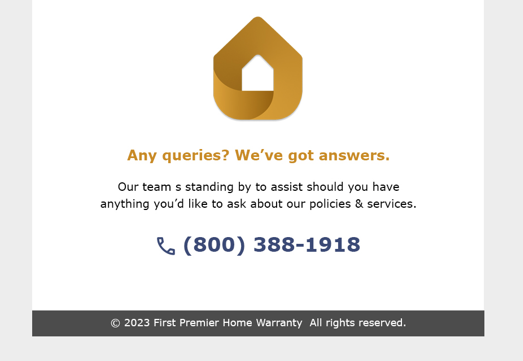 Any queries? We’ve got answers.
Our team s standing by to assist should you have
anything you’d like to ask about our policies & services.
(800) 388-1918
© 2023 First Premier Home Warranty  All rights reserved.